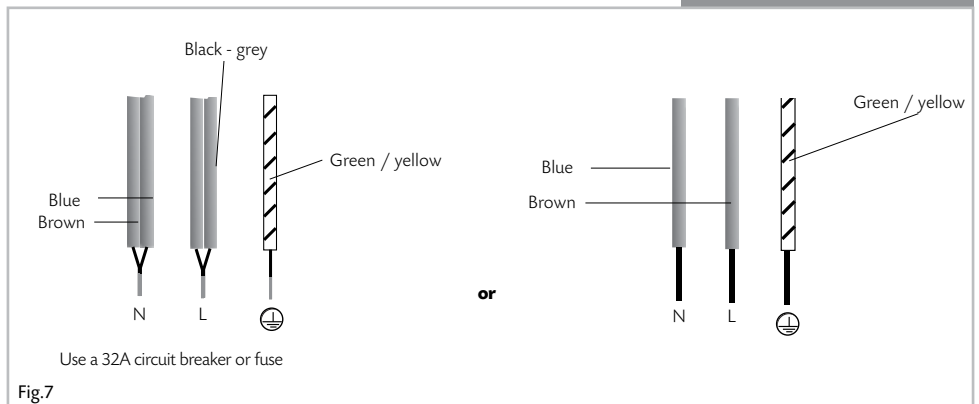 Black - grey
Green / yellow
Blue
Brown
N
L
Use a 32A circuit breaker or fuse
or
Green / yellow
Blue
Brown
N
L
Fig.7